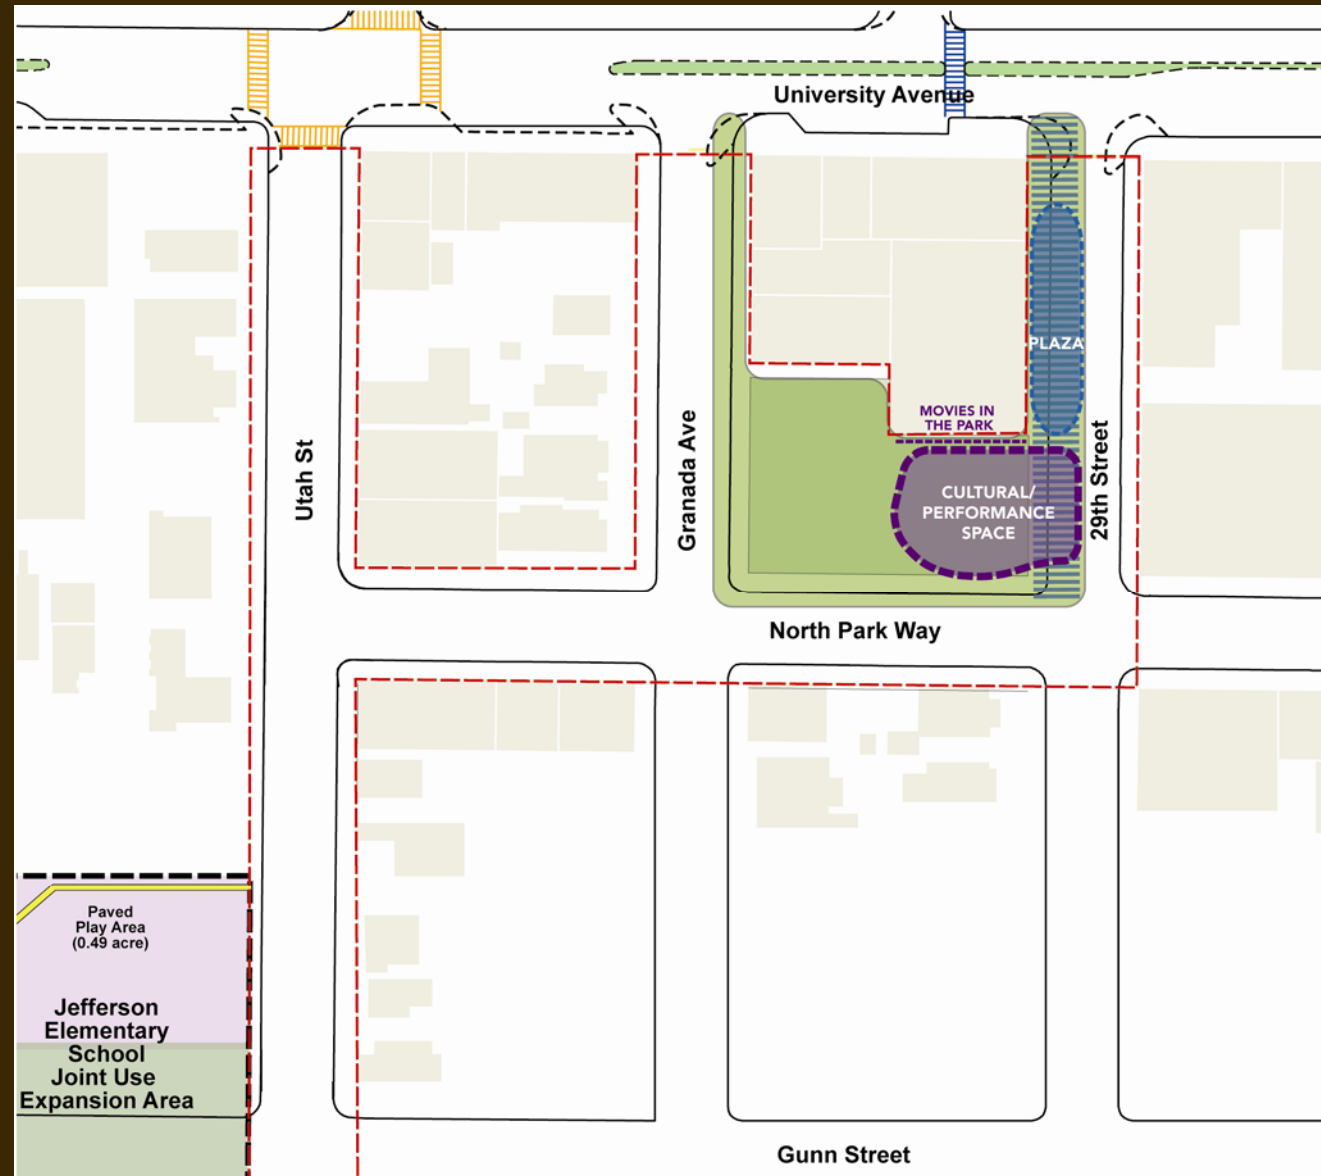 University Avenue
PLAZA
MOVIES IN
THE PARK
Utah St
Granada Ave
29th Street
CULTURAL/
PERFORMANCE
SPACE
North Park Way
Paved
Play Area
(0.49 acre)
Jefferson
Elementary
School
Joint Use
Expansion Area
Gunn Street